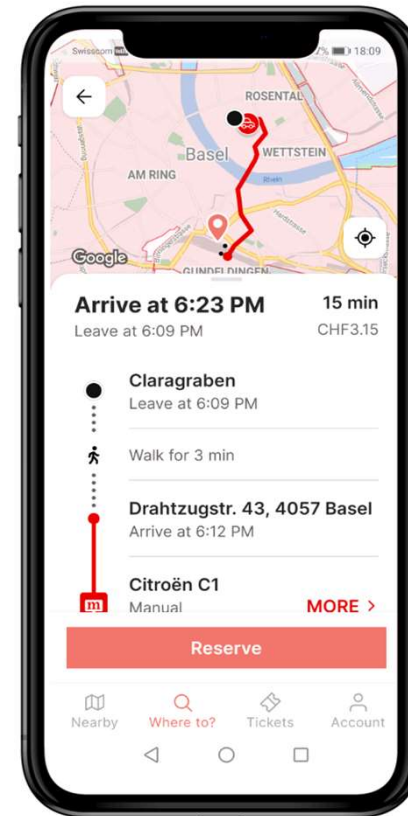 Swisscom
7% 18:09
ROSENTAL
Basel
WETTSTEIN
AM RING
Rhein
Hardstrasse
Google
GUNDELDINGEN
Arrive at 6:23 PM
15 min
Leave at 6:09 PM
CHF3.15
Claragraben
Leave at 6:09 PM
Walk for 3 min
Drahtzugstr. 43, 4057 Basel
Arrive at 6:12 PM
Citroën C1
m
Manual
MORE >
Reserve
Nearby
Where to?
Tickets
Account